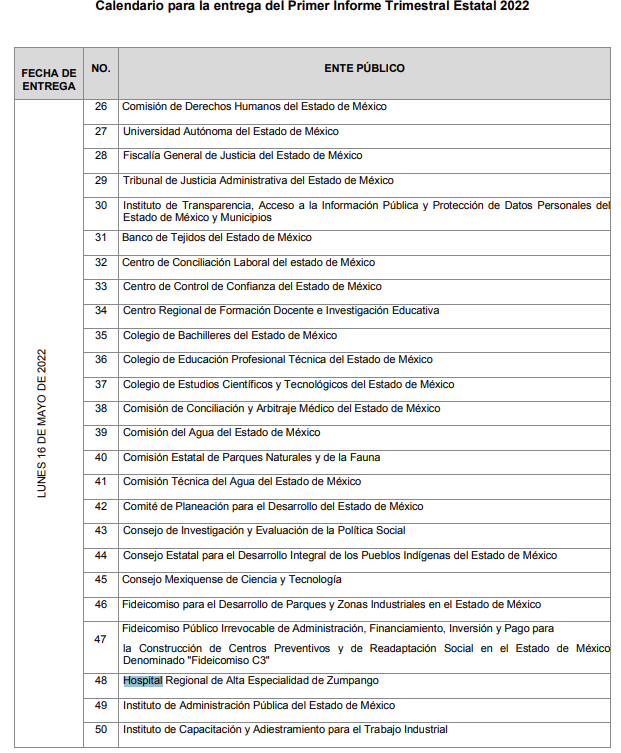 Calendario para la entrega del Primer Informe Trimestral Estatal 2022
FECHA DE ENTREGA NO. ENTE PÚBLICO
LUNES 16 DE MAYO DE 2022
26 Comisión de Derechos Humanos del Estado de México
27 Universidad Autónoma del Estado de México
28 Fiscalía General de Justicia del Estado de México
29 Tribunal de Justicia Administrativa del Estado de México
30 Instituto de Transparencia, Acceso a la Información Pública y Protección de Datos Personales del
Estado de México y Municipios
31 Banco de Tejidos del Estado de México
32 Centro de Conciliación Laboral del estado de México
33 Centro de Control de Confianza del Estado de México
34 Centro Regional de Formación Docente e Investigación Educativa
35 Colegio de Bachilleres del Estado de México
36 Colegio de Educación Profesional Técnica del Estado de México
37 Colegio de Estudios Científicos y Tecnológicos del Estado de México
38 Comisión de Conciliación y Arbitraje Médico del Estado de México
39 Comisión del Agua del Estado de México
40 Comisión Estatal de Parques Naturales y de la Fauna
41 Comisión Técnica del Agua del Estado de México
42 Comité de Planeación para el Desarrollo del Estado de México
43 Consejo de Investigación y Evaluación de la Política Social
44 Consejo Estatal para el Desarrollo Integral de los Pueblos Indígenas del Estado de México
45 Consejo Mexiquense de Ciencia y Tecnología
46 Fideicomiso para el Desarrollo de Parques y Zonas Industriales en el Estado de México
47 Fideicomiso Público Irrevocable de Administración, Financiamiento, Inversión y Pago para
la Construcción de Centros Preventivos y de Readaptación Social en el Estado de México
Denominado "Fideicomiso C3"
48 Hospital Regional de Alta Especialidad de Zumpango
49 Instituto de Administración Pública del Estado de México
50 Instituto de Capacitación y Adiestramiento para el Trabajo Industrial